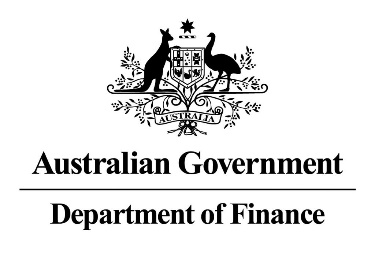 AUSTRALIA
Australian Government
Department of Finance